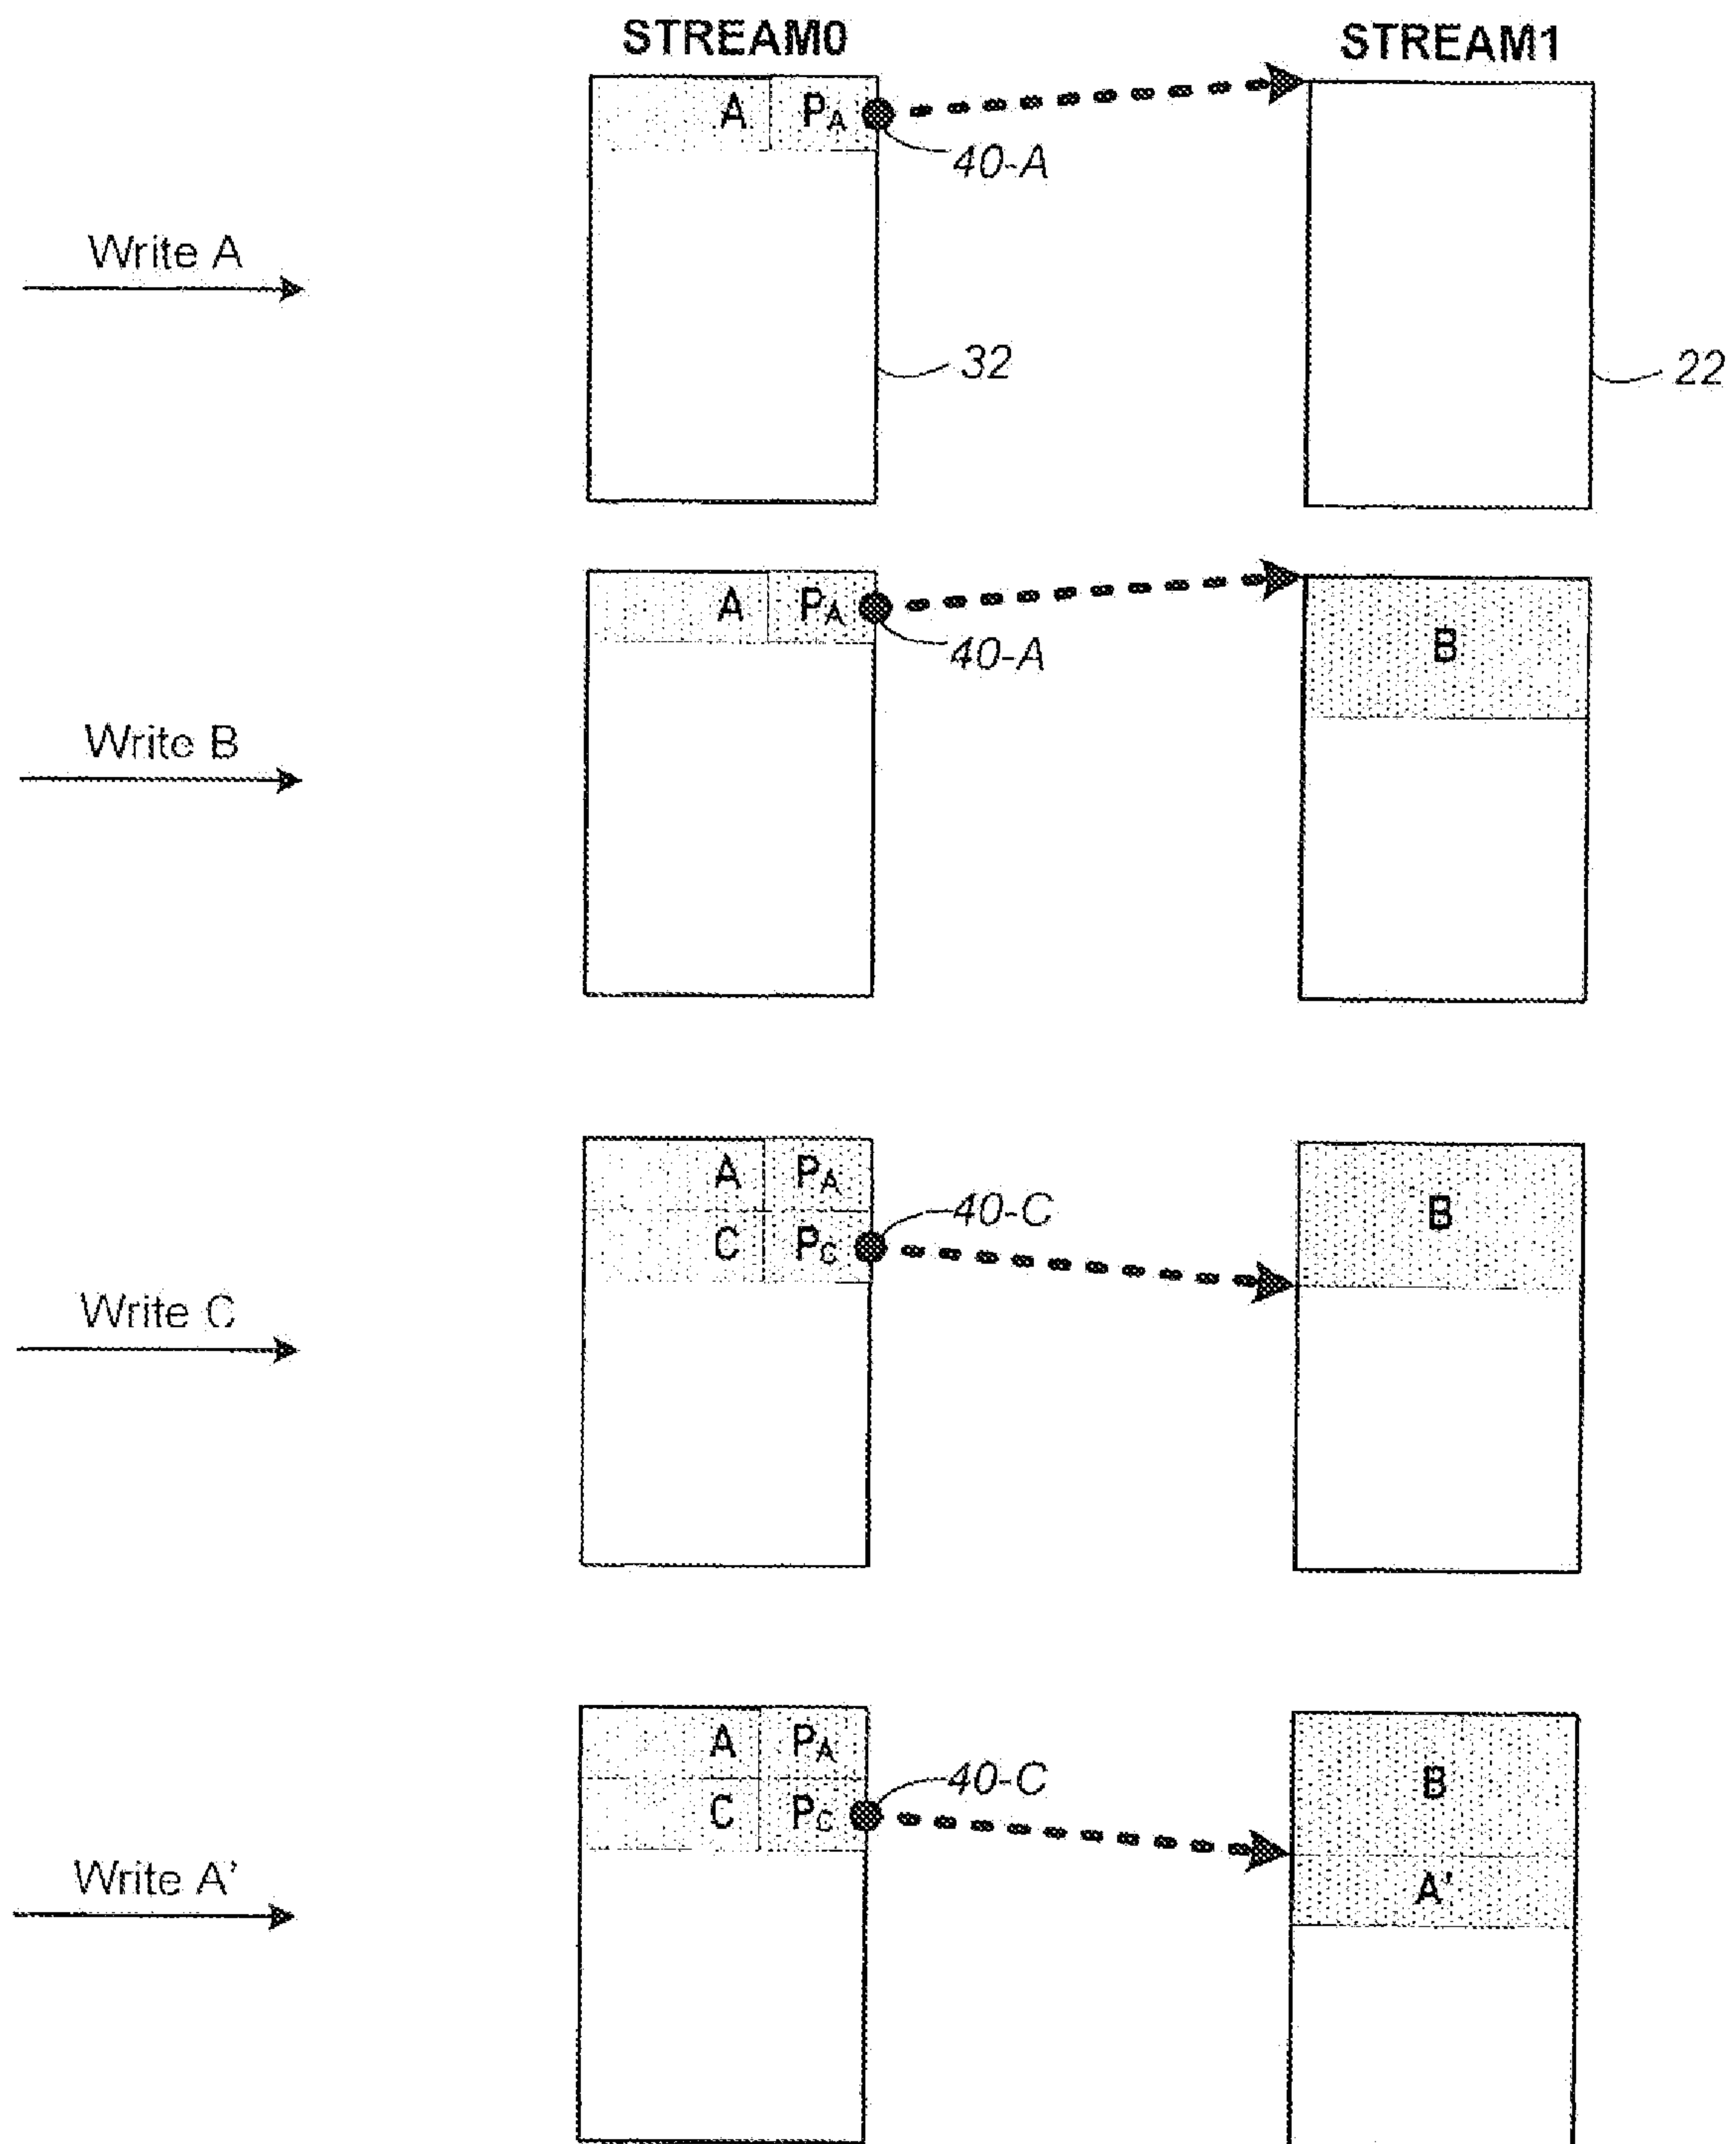 STREAM0 STREAM1
A PA
40-A
Write A
32 22
A PA
40-A
B
Write B
A PA
40-C
B
C PC
Write C
A PA
40-C
B
C PC
Write A'
A'